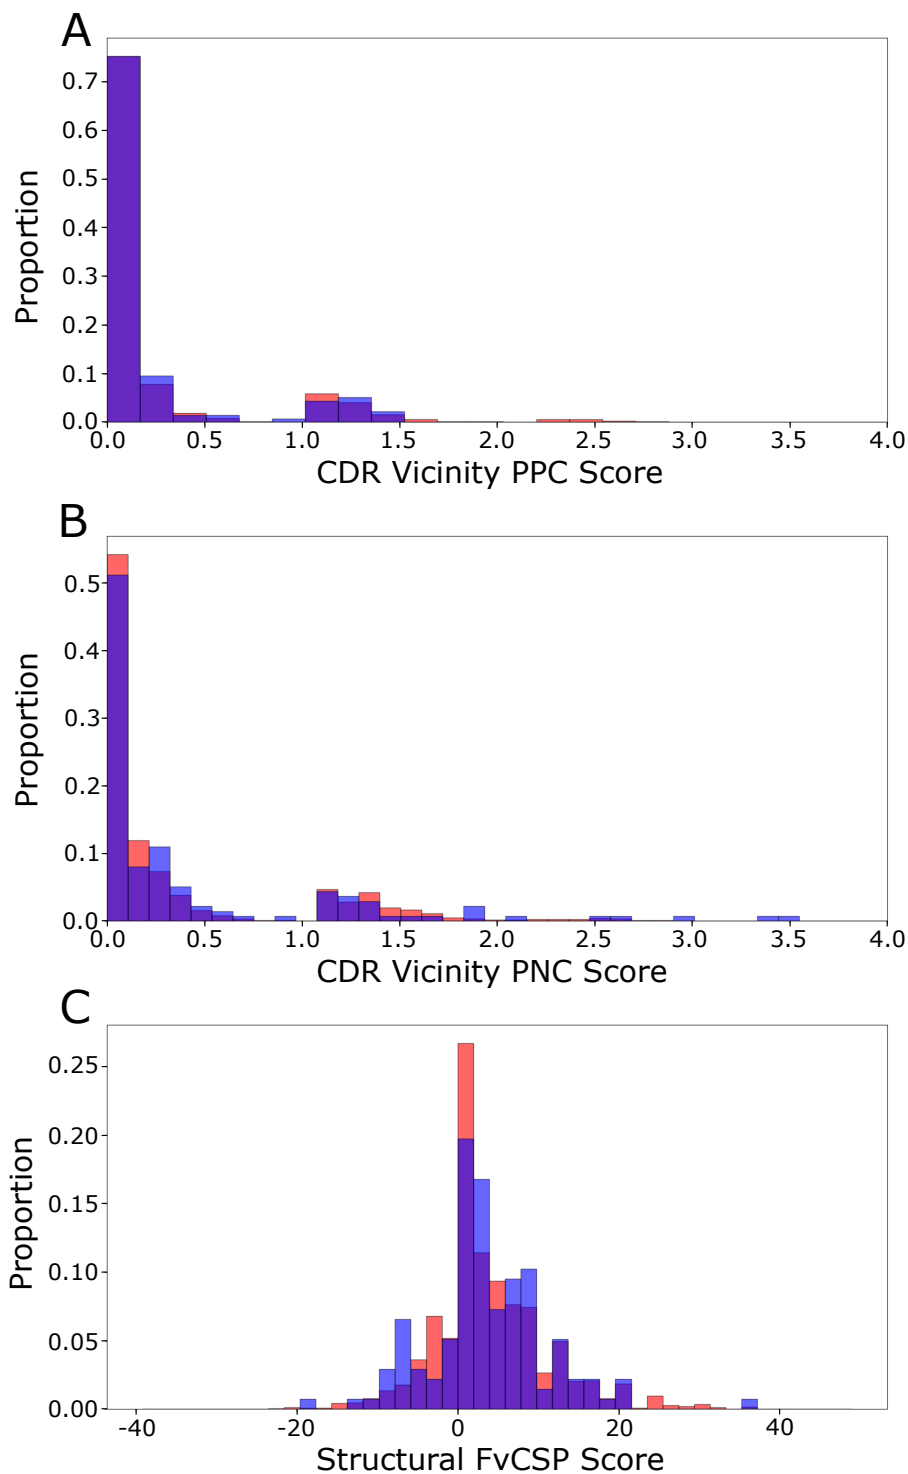 A
Proportion
0.7
0.6
0.5
0.4
0.3
0.2
0.1
0.0
0.0 0.5 1.0 1.5 2.0 2.5 3.0 3.5 4.0
CDR Vicinity PPC Score
B
Proportion
0.5
0.4
0.3
0.2
0.1
0.0
0.0 0.5 1.0 1.5 2.0 2.5 3.0 3.5 4.0
CDR Vicinity PNC Score
C
Proportion
0.25
0.20
0.15
0.10
0.05
0.00
-40 -20 0 20 40
Structural FvCSP Score